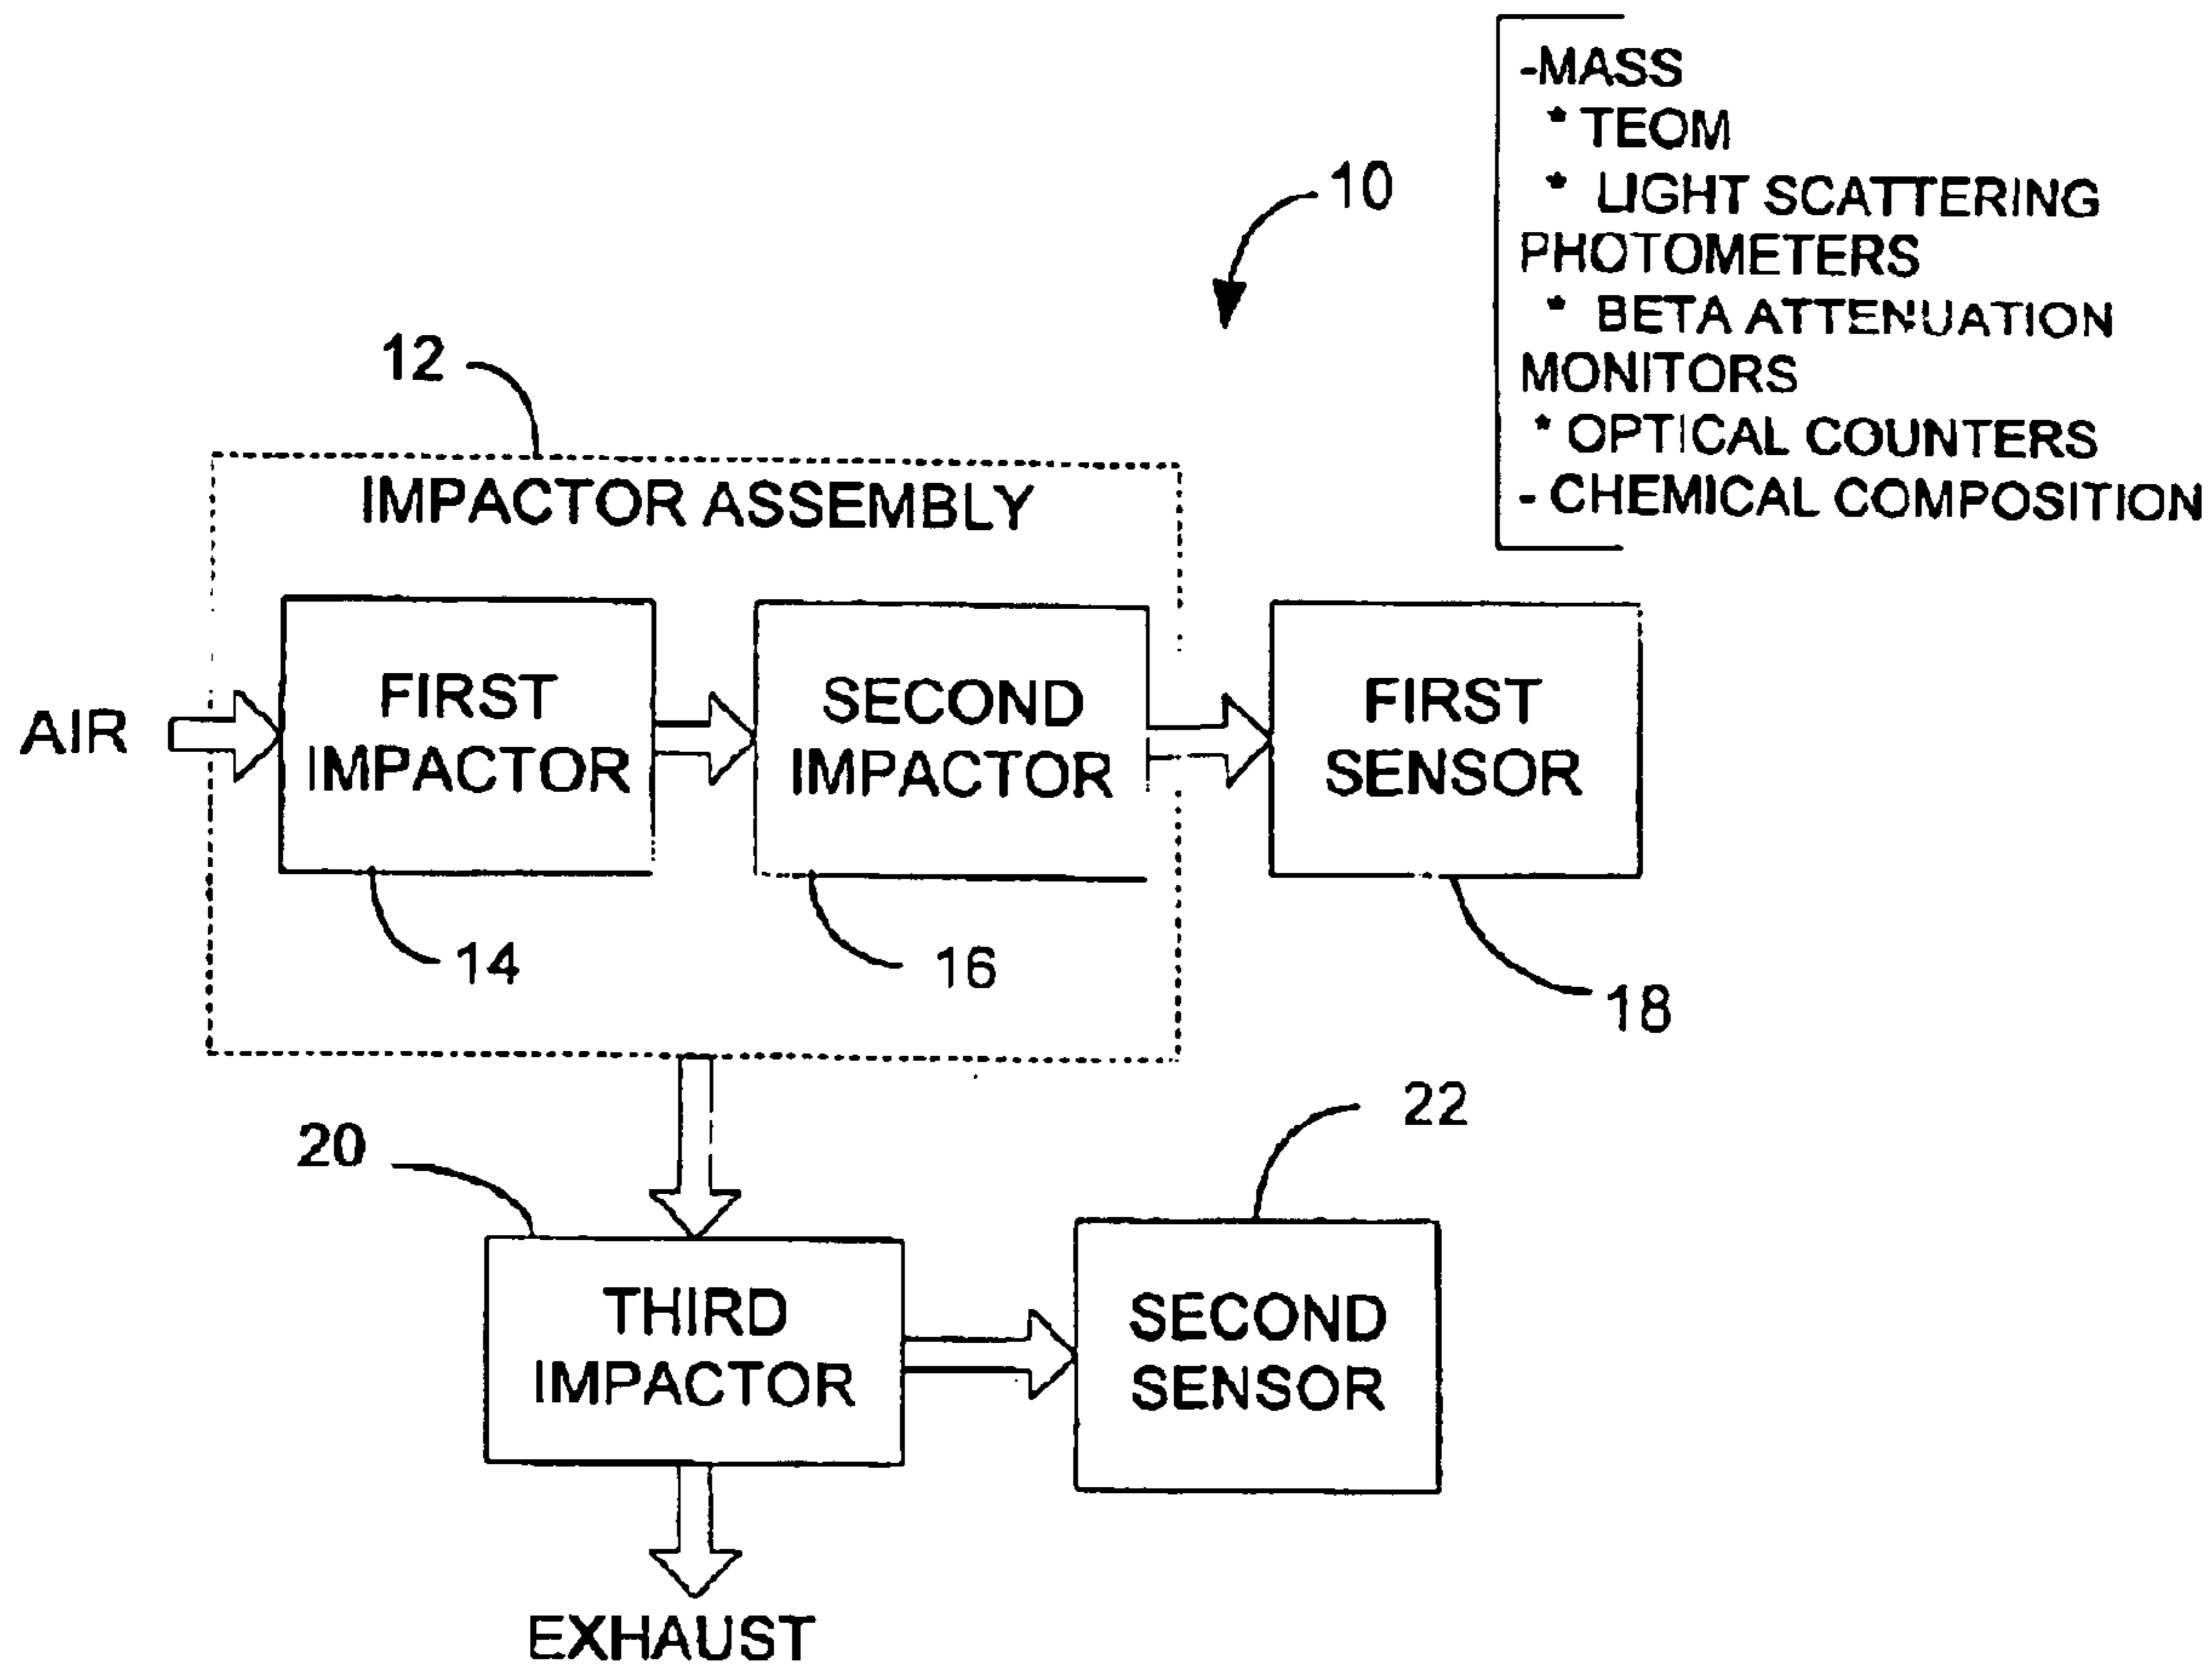 -MASS
* TEOM
* LIGHT SCATTERING
PHOTOMETERS
* BETA ATTENUATION
MONITORS
* OPTICAL COUNTERS
- CHEMICAL COMPOSITION
10
12
IMPACTOR ASSEMBLY
AIR
FIRST
IMPACTOR
SECOND
IMPACTOR
FIRST
SENSOR
14
16
18
20
22
THIRD
IMPACTOR
SECOND
SENSOR
EXHAUST